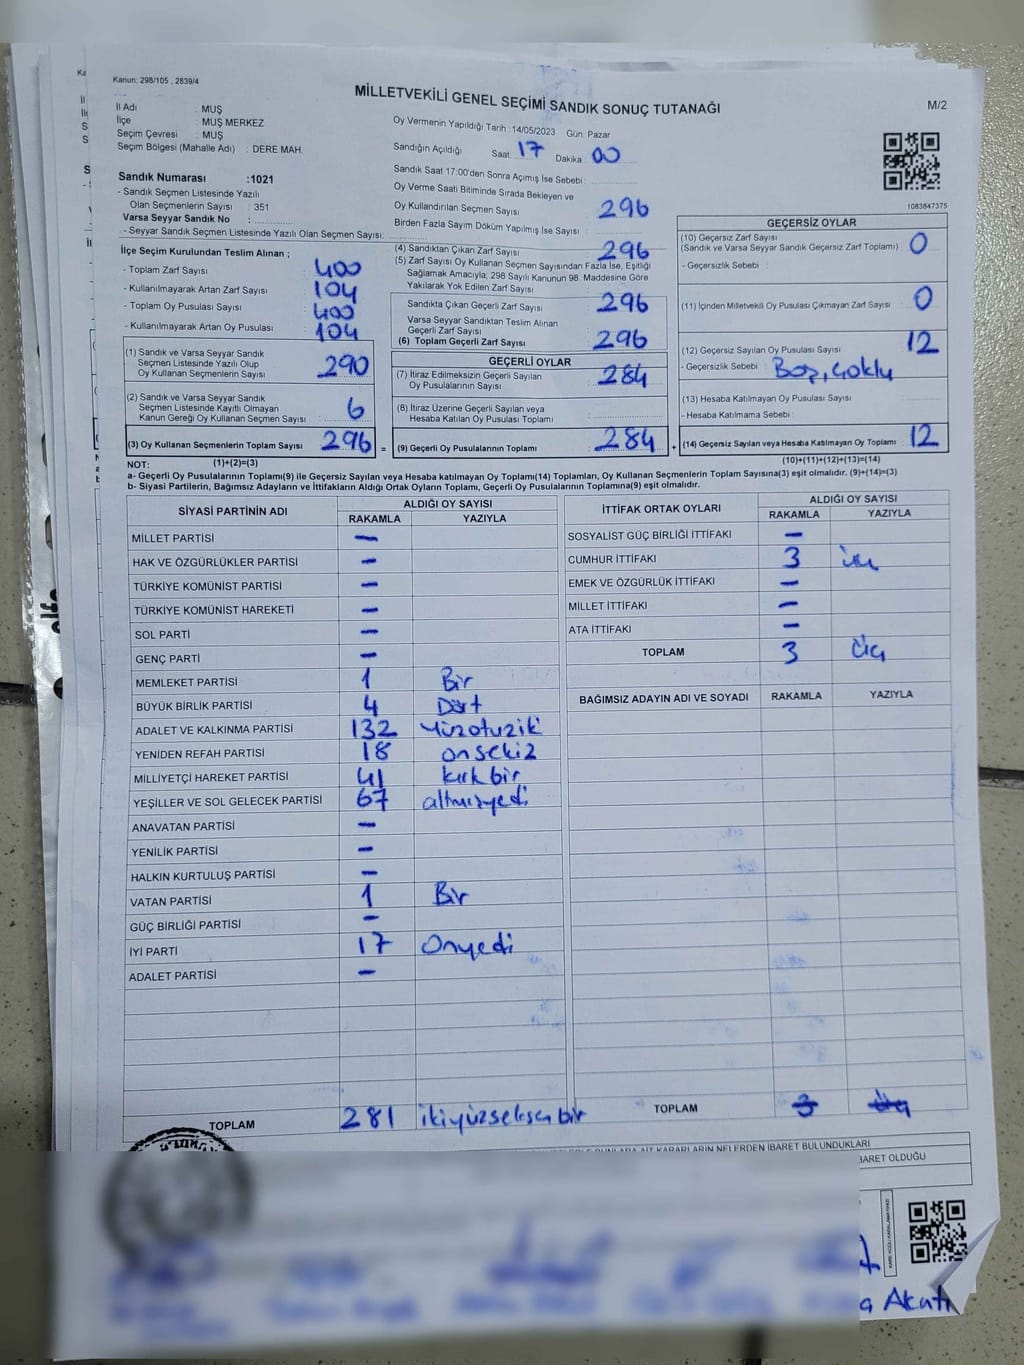 Kanun: 298/105 , 2839/4
MİLLETVEKİLİ GENEL SEÇİMİ SANDIK SONUÇ TUTANAĞI
M/2
İl Adı : MUŞ
İlçe : MUŞ MERKEZ
Seçim Çevresi : MUŞ
Seçim Bölgesi (Mahalle Adı) : DERE MAH.
Sandık Numarası :1021
- Sandık Seçmen Listesinde Yazılı
Olan Seçmenlerin Sayısı : 351
Varsa Seyyar Sandık No :
- Seyyar Sandık Seçmen Listesinde Yazılı Olan Seçmen Sayısı:
Oy Vermenin Yapıldığı Tarih : 14/05/2023 Gün: Pazar
Sandığın Açıldığı Saat: 17 Dakika : 00
Sandık Saat 17:00'den Sonra Açımış İse Sebebi :
Oy Verme Saati Bitiminde Sırada Bekleyen ve
Oy Kullandırılan Seçmen Sayısı 296
Birden Fazla Sayım Döküm Yapılmış İse Sayısı :
1083847375
İlçe Seçim Kurulundan Teslim Alınan ;
- Toplam Zarf Sayısı : 400
- Kullanılmayarak Artan Zarf Sayısı : 104
- Toplam Oy Pusulası Sayısı : 400
- Kullanılmayarak Artan Oy Pusulası : 104
(1) Sandık ve Varsa Seyyar Sandık
Seçmen Listesinde Yazılı Olup
Oy Kullanan Seçmenlerin Sayısı : 290
(2) Sandık ve Varsa Seyyar Sandık
Seçmen Listesinde Kayıtlı Olmayan
Kanun Gereği Oy Kullanan Seçmen Sayısı : 6
(3) Oy Kullanan Seçmenlerin Toplam Sayısı 296 =
(4) Sandıktan Çıkan Zarf Sayısı : 296
(5) Zarf Sayısı Oy Kullanan Seçmen Sayısından Fazla İse, Eşitliği
Sağlamak Amacıyla; 298 Sayılı Kanunun 98. Maddesine Göre
Yakılarak Yok Edilen Zarf Sayısı :
Sandıkta Çıkan Geçerli Zarf Sayısı : 296
Varsa Seyyar Sandıktan Teslim Alınan
Geçerli Zarf Sayısı :
(6) Toplam Geçerli Zarf Sayısı : 296
GEÇERLİ OYLAR
(7) İtiraz Edilmeksizin Geçerli Sayılan
Oy Pusulalarının Sayısı : 284
(8) İtiraz Üzerine Geçerli Sayılan veya
Hesaba Katılan Oy Pusulası Toplamı :
(9) Geçerli Oy Pusulalarının Toplamı : 284 +
GEÇERSİZ OYLAR
(10) Geçersiz Zarf Sayısı
(Sandık ve Varsa Seyyar Sandık Geçersiz Zarf Toplamı) : 0
- Geçersizlik Sebebi :
(11) İçinden Milletvekili Oy Pusulası Çıkmayan Zarf Sayısı : 0
(12) Geçersiz Sayılan Oy Pusulası Sayısı : 12
- Geçersizlik Sebebi : Boş, çoklu
(13) Hesaba Katılmayan Oy Pusulası Sayısı :
- Hesaba Katılmama Sebebi :
(14) Geçersiz Sayılan veya Hesaba Katılmayan Oy Toplamı : 12
NOT: (1)+(2)=(3)
(10)+(11)+(12)+(13)=(14)
a- Geçerli Oy Pusulaları Toplam(9) ile Geçersiz Sayılan veya Hesaba katılmayan Oy Toplamı(14) Toplamları, Oy Kullanan Seçmenlerin Toplam Sayısına(3) eşit olmalıdır. (9)+(14)=(3)
b- Siyasi Partilerin, Bağımsız Adayların ve İttifakların Aldığı Ortak Oyların Toplamı, Geçerli Oy Pusulalarının Toplamına(9) eşit olmalıdır.
SİYASİ PARTİNİN ADI ALDIĞI OY SAYISI
RAKAMLA YAZIYLA
MİLLET PARTİSİ -
HAK VE ÖZGÜRLÜKLER PARTİSİ -
TÜRKİYE KOMÜNİST PARTİSİ -
TÜRKİYE KOMÜNİST HAREKETİ -
SOL PARTİ -
GENÇ PARTİ -
MEMLEKET PARTİSİ 1 Bir
BÜYÜK BİRLİK PARTİSİ 4 Dört
ADALET VE KALKINMA PARTİSİ 132 Yüzotuziki
YENİDEN REFAH PARTİSİ 18 onsekiz
MİLLİYETÇİ HAREKET PARTİSİ 41 kırk bir
YEŞİLLER VE SOL GELECEK PARTİSİ 67 altmışyedi
ANAVATAN PARTİSİ -
YENİLİK PARTİSİ -
HALKIN KURTULUŞ PARTİSİ -
VATAN PARTİSİ 1 Bir
GÜÇ BİRLİĞİ PARTİSİ -
İYİ PARTİ 17 Onyedi
ADALET PARTİSİ -
TOPLAM 281 ikiyüzseksen bir
İTTİFAK ORTAK OYLARI ALDIĞI OY SAYISI
RAKAMLA YAZIYLA
SOSYALİST GÜÇ BİRLİĞİ İTTİFAKI -
CUMHUR İTTİFAKI 3 üç
EMEK VE ÖZGÜRLÜK İTTİFAKI -
MİLLET İTTİFAKI -
ATA İTTİFAKI -
TOPLAM 3 Üç
BAĞIMSIZ ADAYIN ADI VE SOYADI RAKAMLA YAZIYLA
TOPLAM 3 üç
KARARLARIN NELERDEN İBARET BULUNDUKLARI
BARET OLDUĞU